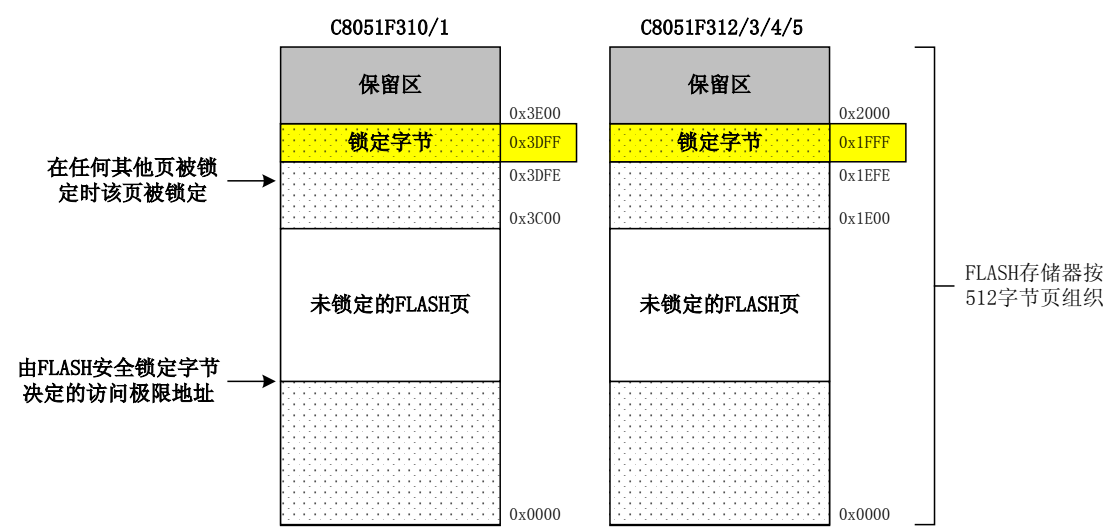 C8051F310/1
C8051F312/3/4/5
保留区
0x3E00
锁定字节
0x3DFF
0x3DFE
0x3C00
未锁定的FLASH页
0x0000
在任何其他页被锁
定时该页被锁定
由FLASH安全锁定字节
决定的访问极限地址
保留区
0x2000
锁定字节
0x1FFF
0x1EFE
0x1E00
未锁定的FLASH页
0x0000
FLASH存储器按
512字节页组织